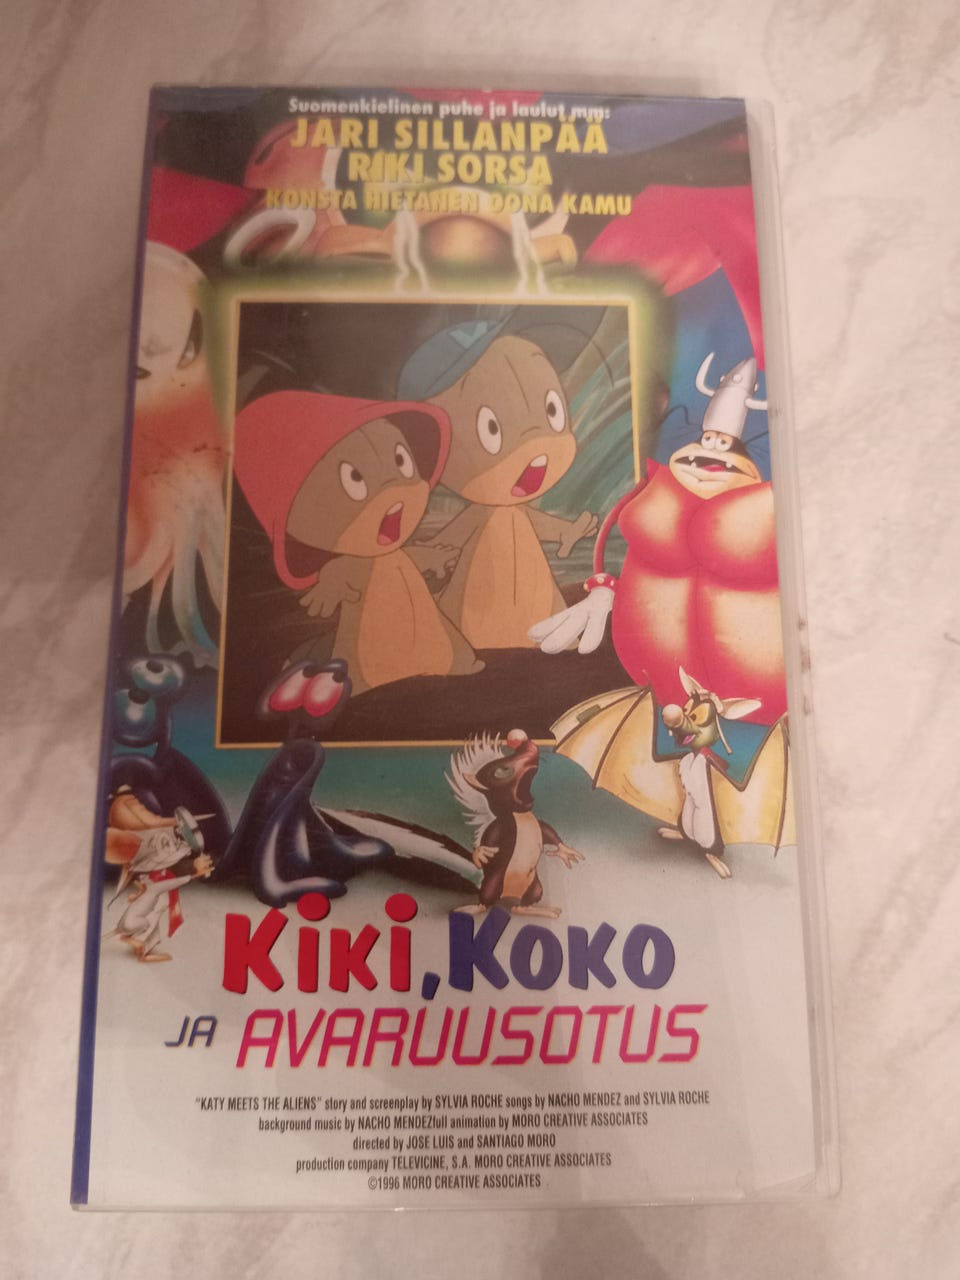 Suomenkielinen puhe ja laulut mm:
JARI SILLANPÄÄ
RIKI SORSA
KONSTA HIETANEN OONA KAMU
KIKI, KOKO
JA AVARUUSOTUS
"KATY MEETS THE ALIENS" story and screenplay by SYLVIA ROCHE songs by NACHO MENDEZ and SYLVIA ROCHE
background music by NACHO MENDEZfull animation by MORO CREATIVE ASSOCIATES
directed by JOSE LUIS and SANTIAGO MORO
production company TELEVICINE, S.A. MORO CREATIVE ASSOCIATES
©1996 MORO CREATIVE ASSOCIATES